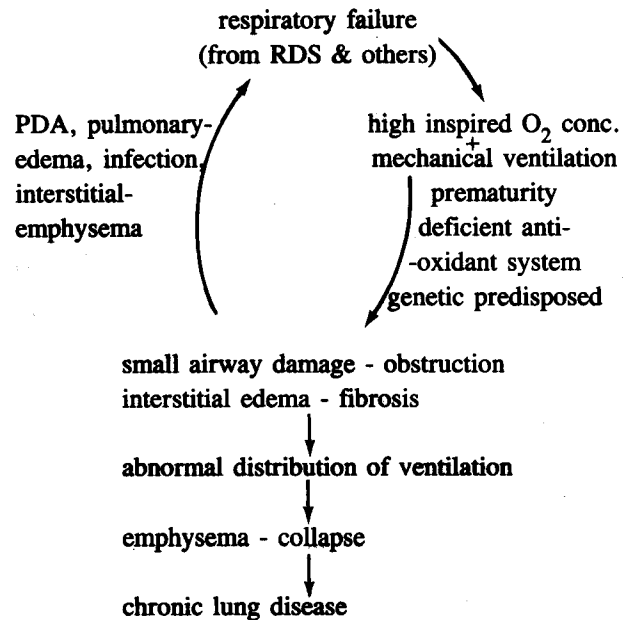 respiratory failure
(from RDS & others)
PDA, pulmonary-
edema, infection,
interstitial-
emphysema
high inspired O₂ conc.
+
mechanical ventilation
prematurity
deficient anti-
-oxidant system
genetic predisposed
small airway damage - obstruction
interstitial edema - fibrosis
abnormal distribution of ventilation
emphysema - collapse
chronic lung disease